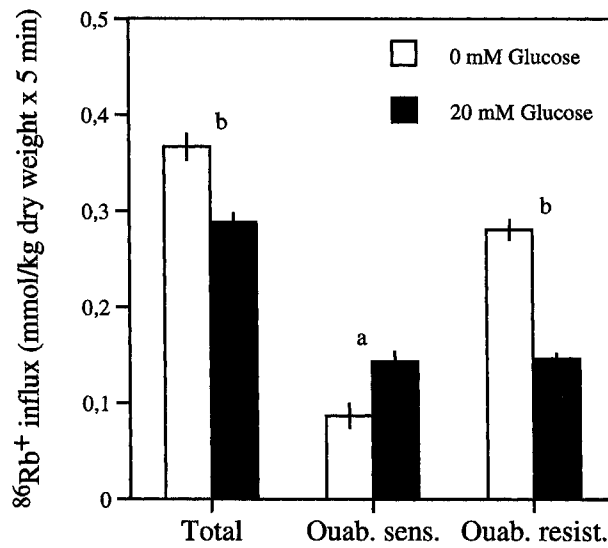 ⁸⁶Rb⁺ influx (mmol/kg dry weight x 5 min)
0,5
0,4
0,3
0,2
0,1
0
0 mM Glucose
20 mM Glucose
b
a
b
Total
Ouab. sens.
Ouab. resist.